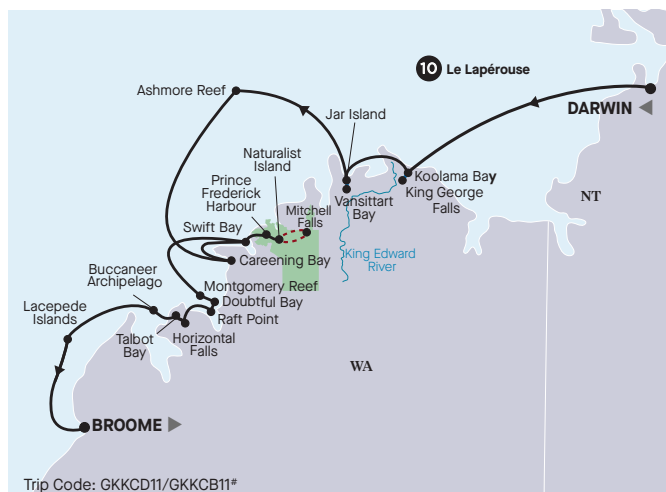 10 Le Lapérouse
DARWIN
Ashmore Reef
Jar Island
Naturalist
Island
Koolama Bay
King George
Falls
NT
Prince
Frederick
Harbour
Mitchell
Falls
Vansittart
Bay
Swift Bay
King Edward
River
Careening Bay
Buccaneer
Archipelago
Montgomery Reef
Doubtful Bay
Lacepede
Islands
Raft Point
Talbot
Bay
Horizontal
Falls
WA
BROOME
Trip Code: GKKCD11/GKKCB11#